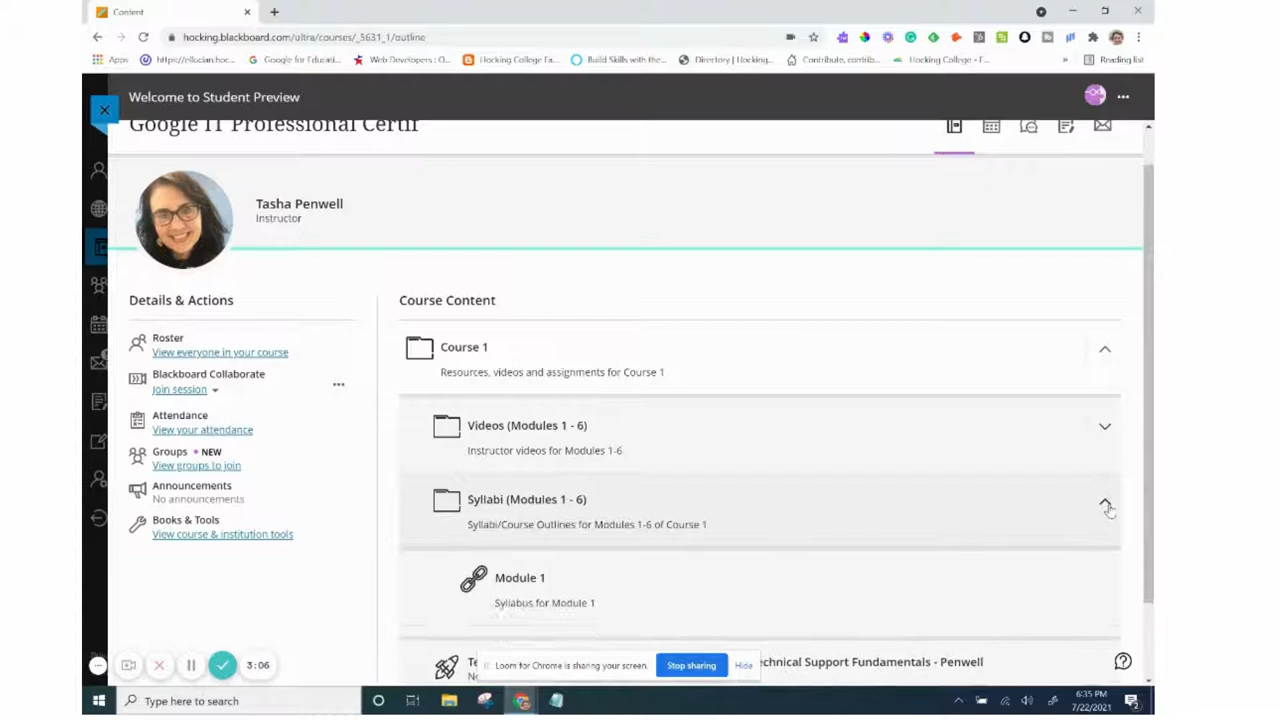 Content
hocking.blackboard.com/ultra/courses/_5631_1/outline
Apps
https://ellucian.hoc...
Google for Educati...
Web Developers : O...
Hocking College Fa...
Build Skills with the...
Directory | Hocking...
Contribute, contrib...
Hocking College - F...
»
Reading list
Welcome to Student Preview
Google IT Professional Certif
Tasha Penwell
Instructor
Details & Actions
Roster
View everyone in your course
Blackboard Collaborate
Join session
Attendance
View your attendance
Groups • NEW
View groups to join
Announcements
No announcements
Books & Tools
View course & institution tools
Course Content
Course 1
Resources, videos and assignments for Course 1
Videos (Modules 1 - 6)
Instructor videos for Modules 1-6
Syllabi (Modules 1 - 6)
Syllabi/Course Outlines for Modules 1-6 of Course 1
Module 1
Syllabus for Module 1
echnical Support Fundamentals - Penwell
3:06
Loom for Chrome is sharing your screen.
Stop sharing
Hide
Type here to search
6:35 PM
7/22/2021
2